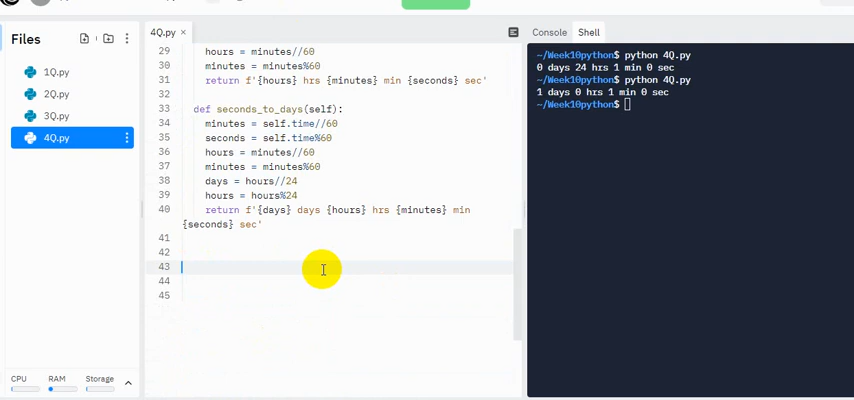 Files
1Q.py
2Q.py
3Q.py
4Q.py
CPU
RAM
Storage
4Q.py
29 hours = minutes//60
30 minutes = minutes%60
31 return f'{hours} hrs {minutes} min {seconds} sec'
32
33 def seconds_to_days(self):
34 minutes = self.time//60
35 seconds = self.time%60
36 hours = minutes//60
37 minutes = minutes%60
38 days = hours//24
39 hours = hours%24
40 return f'{days} days {hours} hrs {minutes} min
{seconds} sec'
41
42
43
44
45
Console
Shell
~/Week10python$ python 4Q.py
0 days 24 hrs 1 min 0 sec
~/Week10python$ python 4Q.py
1 days 0 hrs 1 min 0 sec
~/Week10python$